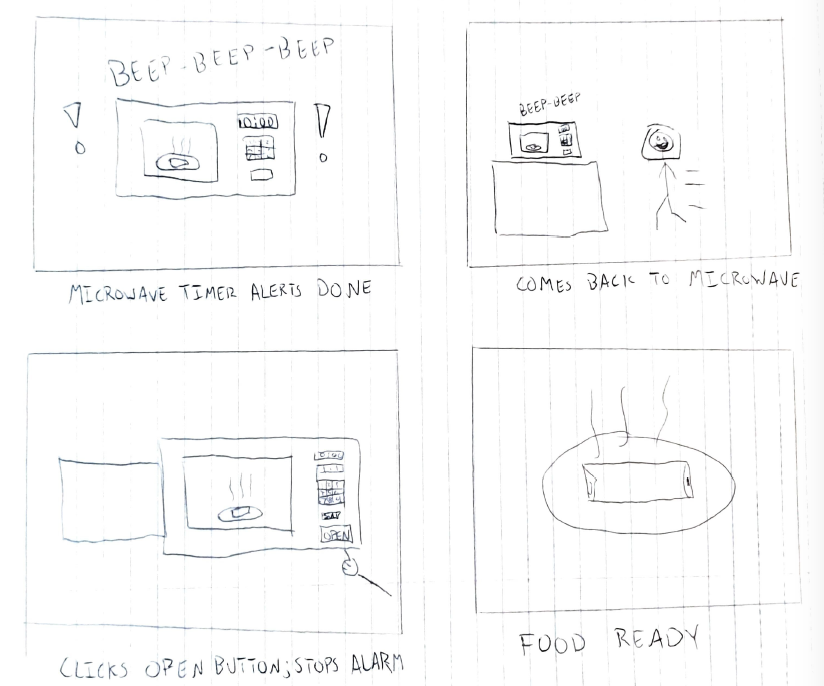 BEEP-BEEP-BEEP
! !
0:00
MICROWAVE TIMER ALERTS DONE
BEEP-BEEP
COMES BACK TO MICROWAVE
OPEN
CLICKS OPEN BUTTON; STOPS ALARM
FOOD READY